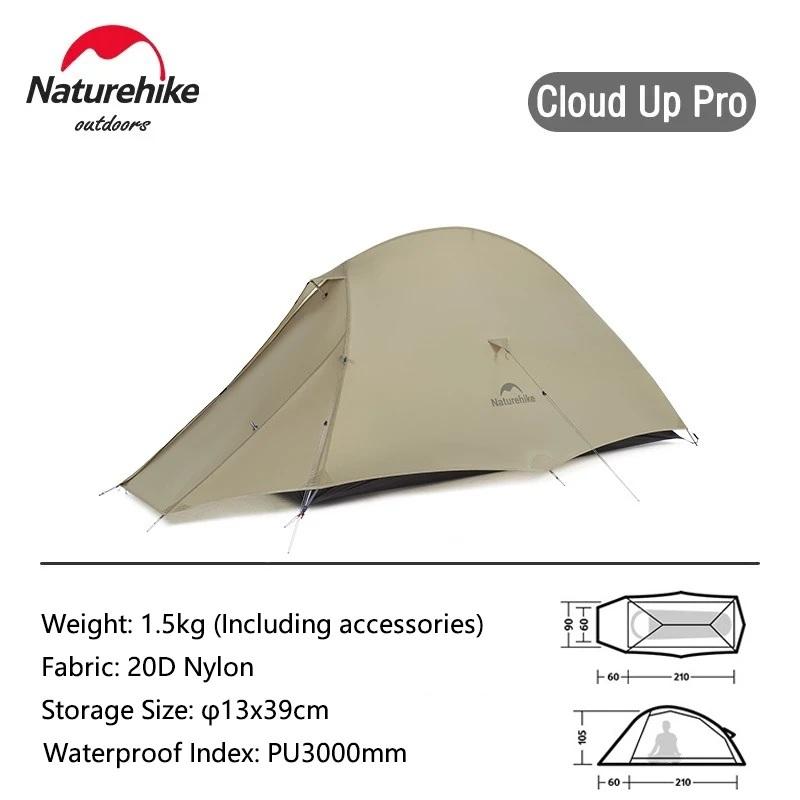 Naturehike
outdoors
Cloud Up Pro
Naturehike
Weight: 1.5kg (Including accessories)
Fabric: 20D Nylon
Storage Size: φ13x39cm
Waterproof Index: PU3000mm
90
60
60
210
105
60
210